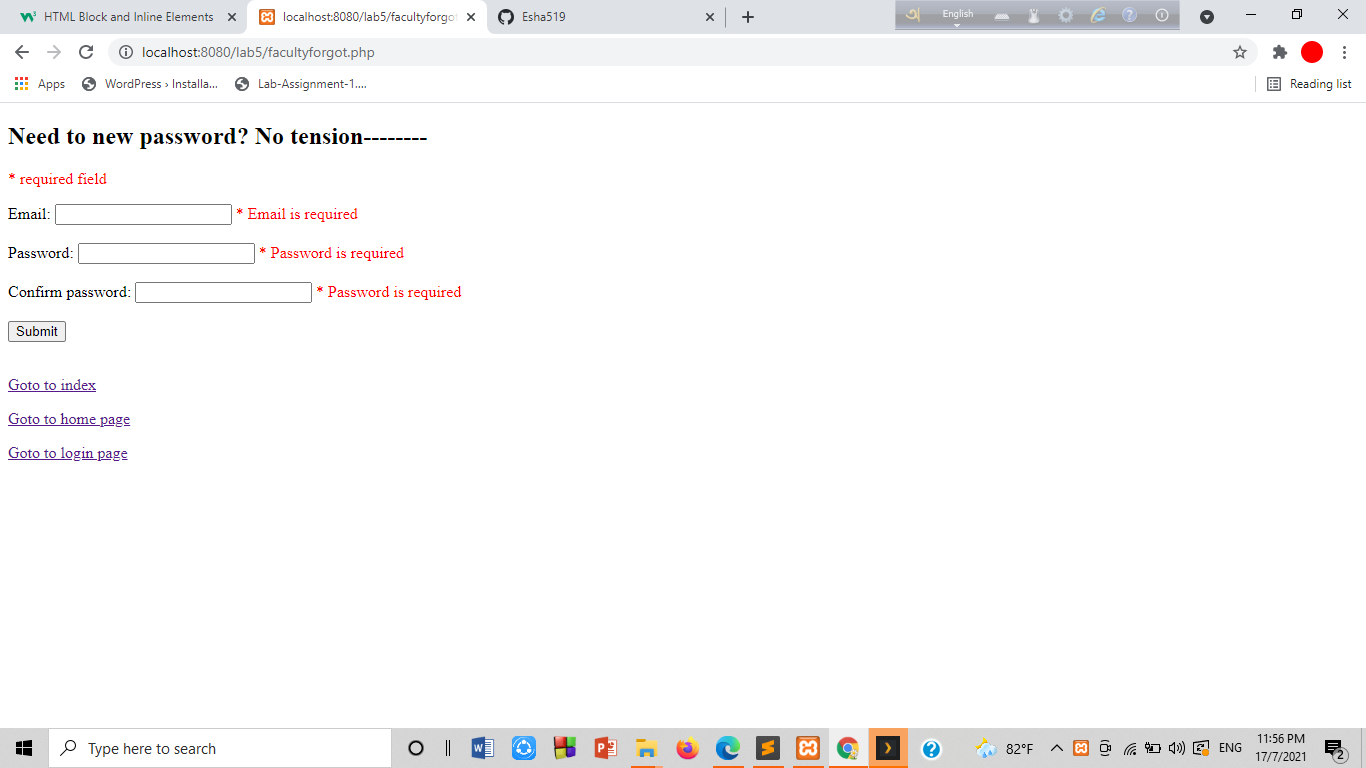 HTML Block and Inline Elements
localhost:8080/lab5/facultyforgot
Esha519
English
localhost:8080/lab5/facultyforgot.php
Apps
WordPress › Installa...
Lab-Assignment-1....
Reading list
Need to new password? No tension--------
* required field
Email: * Email is required
Password: * Password is required
Confirm password: * Password is required
Submit
Goto to index
Goto to home page
Goto to login page
Type here to search
82°F
ENG
11:56 PM
17/7/2021
2